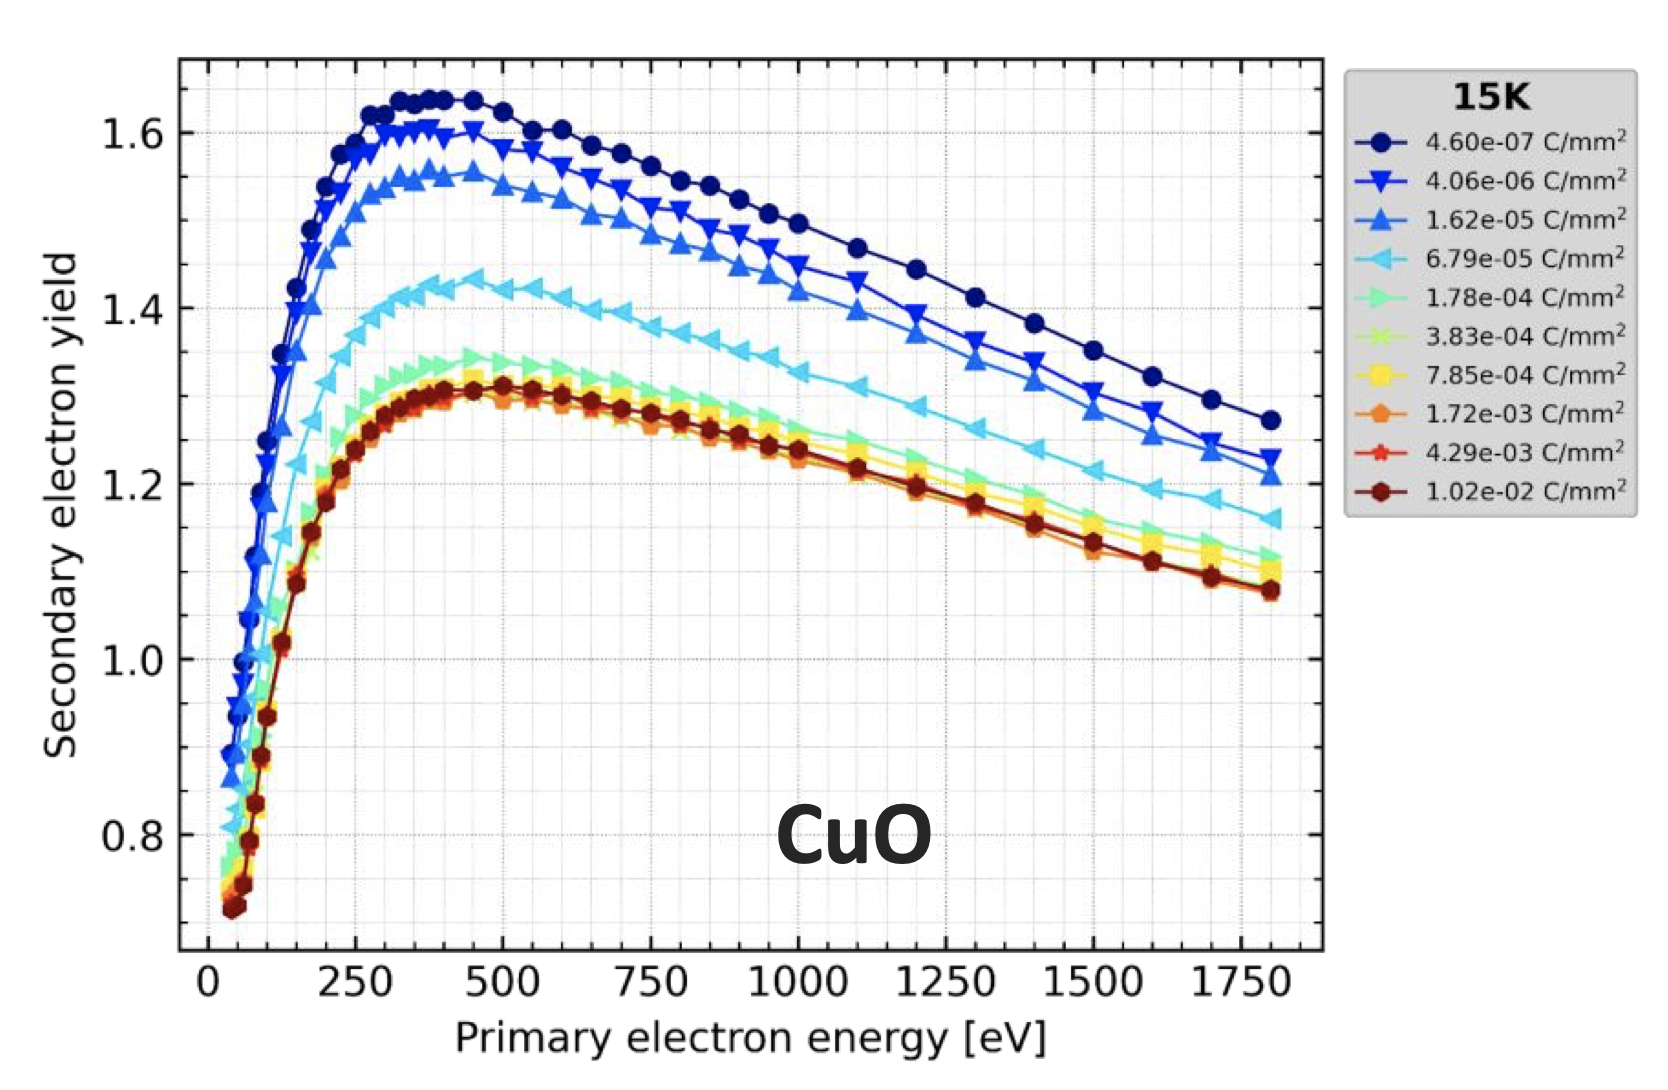 Secondary electron yield
1.6
1.4
1.2
1.0
0.8
0 250 500 750 1000 1250 1500 1750
Primary electron energy [eV]
CuO
15K
4.60e-07 C/mm²
4.06e-06 C/mm²
1.62e-05 C/mm²
6.79e-05 C/mm²
1.78e-04 C/mm²
3.83e-04 C/mm²
7.85e-04 C/mm²
1.72e-03 C/mm²
4.29e-03 C/mm²
1.02e-02 C/mm²